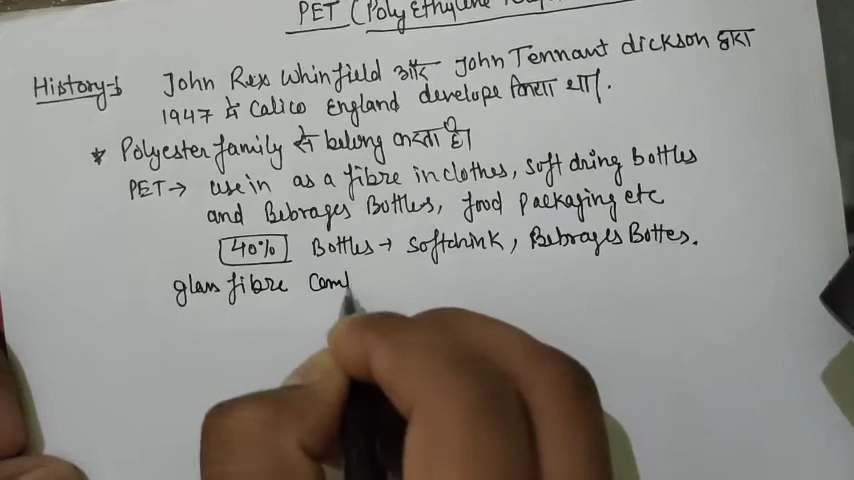 PET (PolyEthylene
History→ John Rex Whinfield और John Tennant dickson द्वारा
1947 में Calico England develope किया था।
* Polyester family से belong करता है।
PET → use in as a fibre in clothes, soft dring bottles
and Bebrages Bottles, food packaging etc
40% Bottles → Softdrink, Bebrages Bottes.
glass fibre Com